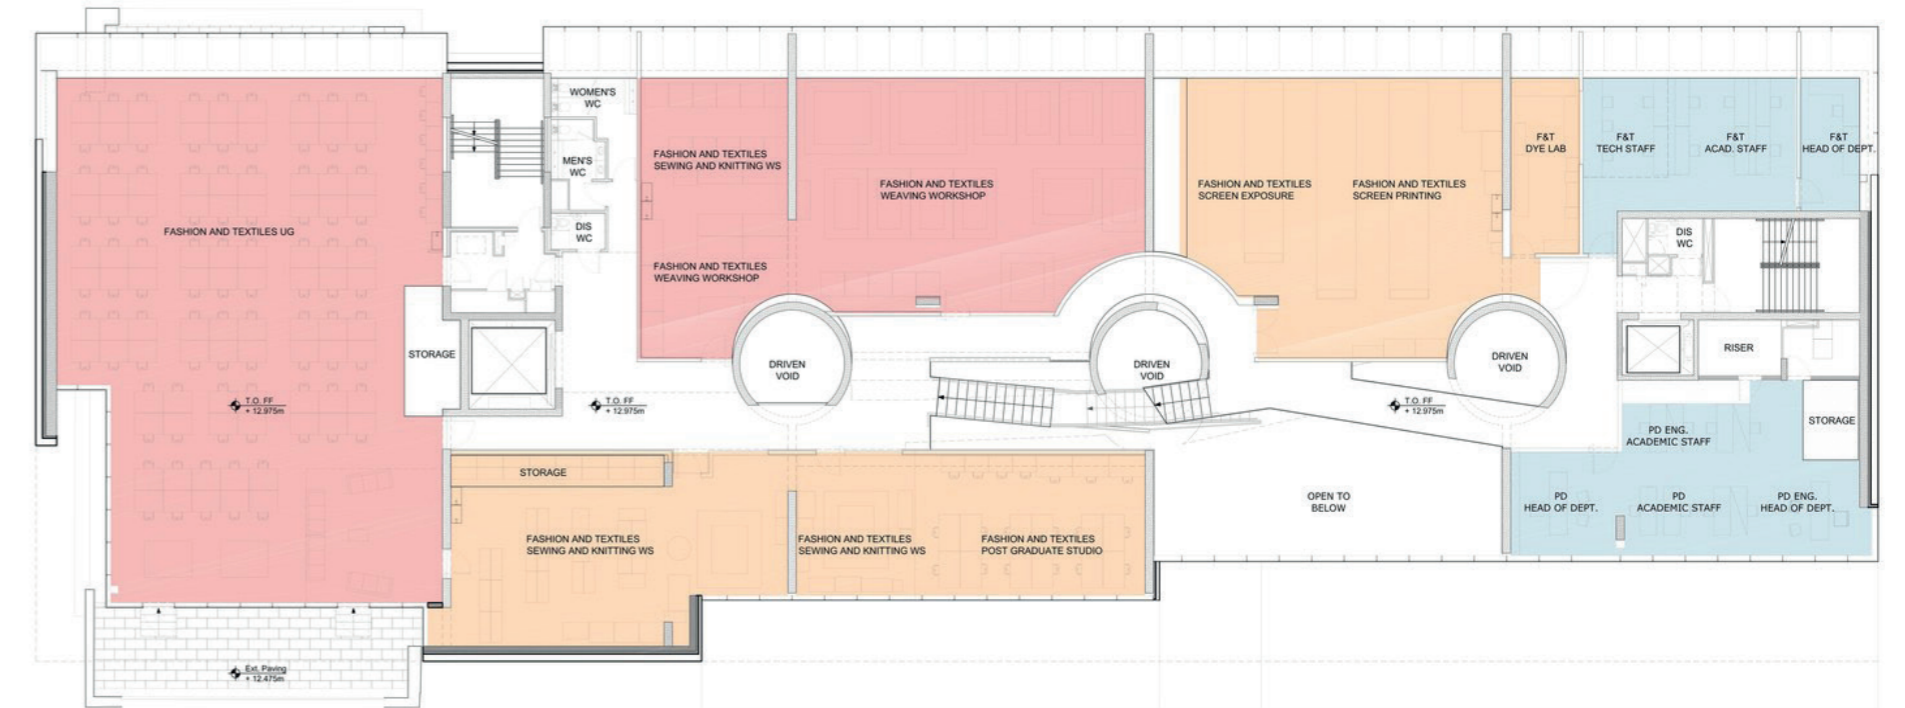 WOMEN'S
WC
MEN'S
WC
DIS
WC
FASHION AND TEXTILES
SEWING AND KNITTING WS
FASHION AND TEXTILES
WEAVING WORKSHOP
FASHION AND TEXTILES
SCREEN EXPOSURE
FASHION AND TEXTILES
SCREEN PRINTING
F&T
DYE LAB
F&T
TECH STAFF
F&T
ACAD. STAFF
F&T
HEAD OF DEPT.
FASHION AND TEXTILES UG
FASHION AND TEXTILES
WEAVING WORKSHOP
DIS
WC
STORAGE
DRIVEN
VOID
DRIVEN
VOID
DRIVEN
VOID
RISER
T.O. FF
+ 12.975m
T.O. FF
+ 12.975m
T.O. FF
+ 12.975m
STORAGE
PD ENG.
ACADEMIC STAFF
STORAGE
OPEN TO
BELOW
PD
HEAD OF DEPT.
PD
ACADEMIC STAFF
PD ENG.
HEAD OF DEPT.
FASHION AND TEXTILES
SEWING AND KNITTING WS
FASHION AND TEXTILES
SEWING AND KNITTING WS
FASHION AND TEXTILES
POST GRADUATE STUDIO
Ext. Paving
+ 12.475m